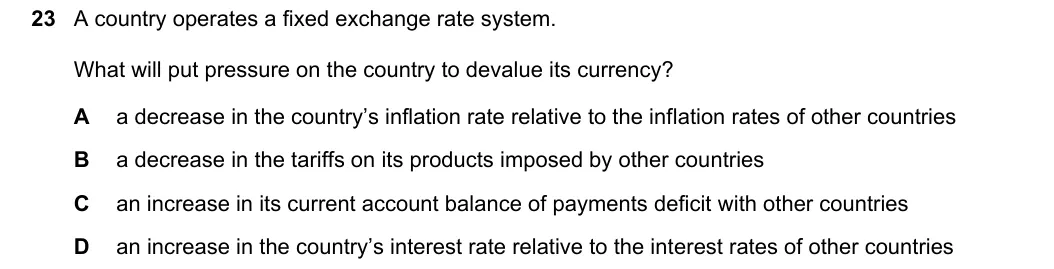 23 A country operates a fixed exchange rate system.
What will put pressure on the country to devalue its currency?
A a decrease in the country’s inflation rate relative to the inflation rates of other countries
B a decrease in the tariffs on its products imposed by other countries
C an increase in its current account balance of payments deficit with other countries
D an increase in the country’s interest rate relative to the interest rates of other countries